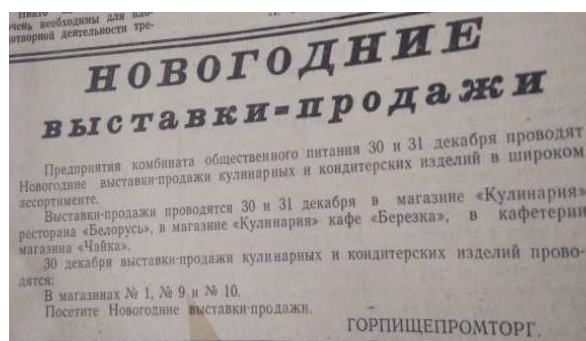 очень необходимы для пло-
дотворной деятельности тре-
НОВОГОДНИЕ
выставки-продажи
Предприятия комбината общественного питания 30 и 31 декабря проводят
Новогодние выставки-продажи кулинарных и кондитерских изделий в широком
ассортименте.
Выставки-продажи проводятся 30 и 31 декабря в магазине «Кулинария»
ресторана «Белорусь», в магазине «Кулинария» кафе «Березка», в кафетерии
магазина «Чайка».
30 декабря выставки-продажи кулинарных и кондитерских изделий прово-
дятся:
В магазинах № 1, № 9 и № 10.
Посетите Новогодние выставки-продажи.
ГОРПИЩЕПРОМТОРГ.